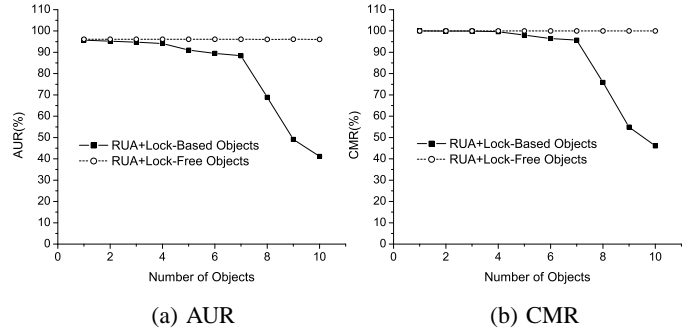 110
100
90
80
70
60
50
40
30
20
10
0
AUR(%)
RUA+Lock-Based Objects
RUA+Lock-Free Objects
0 2 4 6 8 10
Number of Objects
(a) AUR
110
100
90
80
70
60
50
40
30
20
10
0
CMR(%)
RUA+Lock-Based Objects
RUA+Lock-Free Objects
0 2 4 6 8 10
Number of Objects
(b) CMR